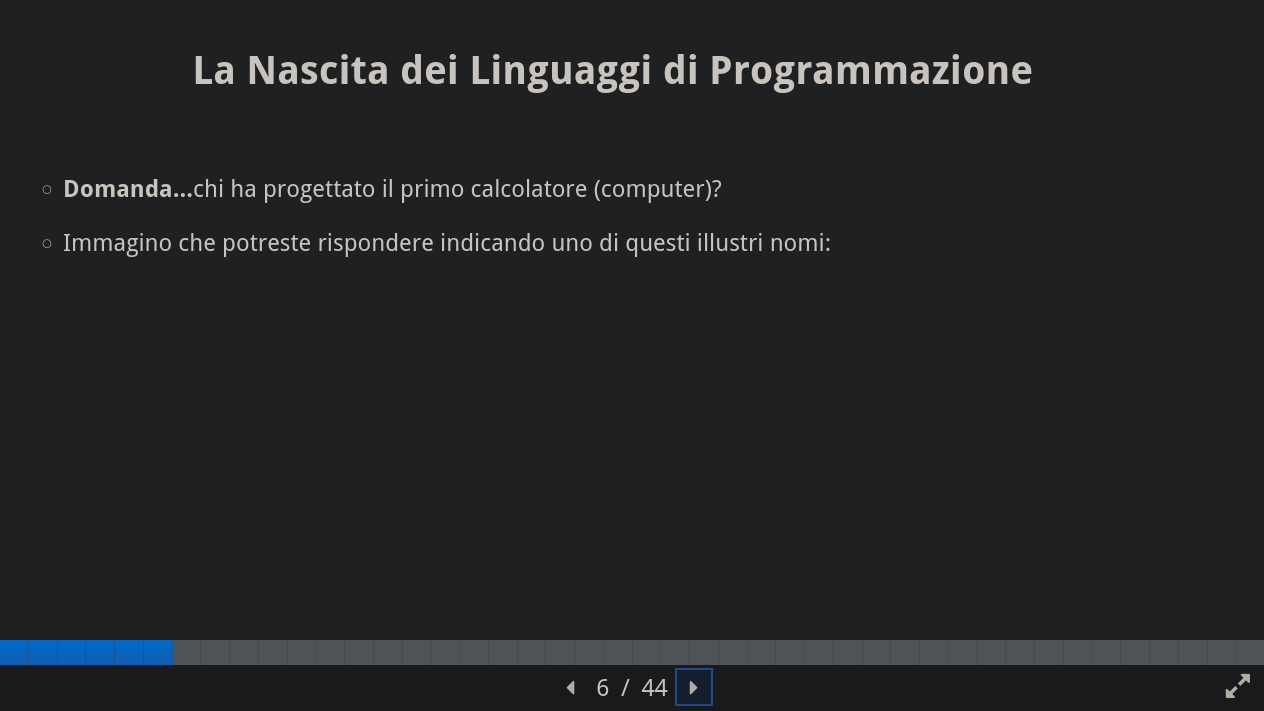 La Nascita dei Linguaggi di Programmazione
Domanda...chi ha progettato il primo calcolatore (computer)?
Immagino che potreste rispondere indicando uno di questi illustri nomi:
6 / 44